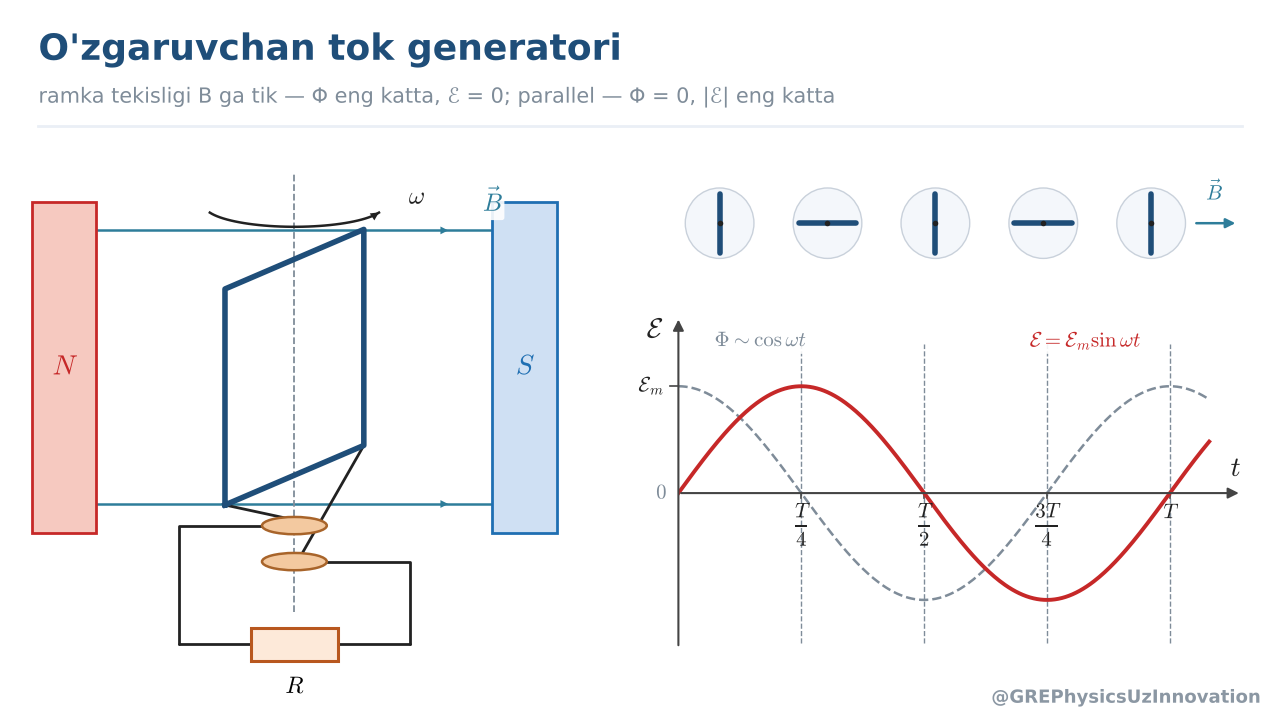 O'zgaruvchan tok generatori
ramka tekisligi B ga tik — Φ eng katta, ℰ = 0; parallel — Φ = 0, |ℰ| eng katta
ω
B⃗
N
S
R
B⃗
ℰ
Φ ∼ cos ωt
ℰ = ℰₘ sin ωt
ℰₘ
0
t
T/4
T/2
3T/4
T
@GREPhysicsUzInnovation